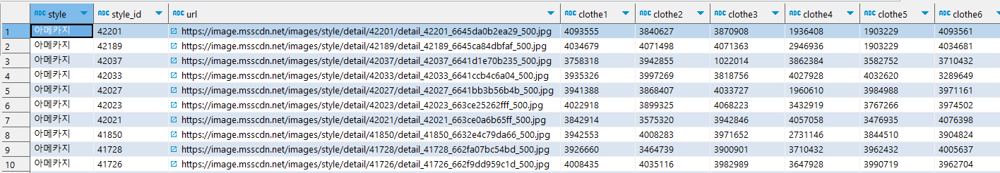 ABC style ABC style_id ABC url ABC clothe1 ABC clothe2 ABC clothe3 ABC clothe4 ABC clothe5 ABC clothe6
1 아메카지 42201 https://image.msscdn.net/images/style/detail/42201/detail_42201_6645da0b2ea29_500.jpg 4093555 3840627 3870908 1936408 1903229 4093561
2 아메카지 42189 https://image.msscdn.net/images/style/detail/42189/detail_42189_6645ca84dbfaf_500.jpg 4034679 4071498 4071363 2946936 1903229 4034681
3 아메카지 42037 https://image.msscdn.net/images/style/detail/42037/detail_42037_6641d1e70b235_500.jpg 3758318 3942855 1022014 3862384 3582752 3710432
4 아메카지 42033 https://image.msscdn.net/images/style/detail/42033/detail_42033_6641ccb4c6a04_500.jpg 3935326 3997269 3818756 4027928 4032620 3289649
5 아메카지 42027 https://image.msscdn.net/images/style/detail/42027/detail_42027_6641bb3b56b4b_500.jpg 3941388 3868407 4033727 1960610 3984988 3971161
6 아메카지 42023 https://image.msscdn.net/images/style/detail/42023/detail_42023_663ce25262fff_500.jpg 4022918 3899325 4068223 3432919 3767266 3974502
7 아메카지 42021 https://image.msscdn.net/images/style/detail/42021/detail_42021_663ce0a6b65ff_500.jpg 3842914 3575320 3942846 4057058 3476935 4076398
8 아메카지 41850 https://image.msscdn.net/images/style/detail/41850/detail_41850_6632e4c79da66_500.jpg 3942553 4008283 3971652 2731146 3844510 3904824
9 아메카지 41728 https://image.msscdn.net/images/style/detail/41728/detail_41728_662fa07bc54bd_500.jpg 3926660 3464739 3900901 3710432 3962432 4005637
10 아메카지 41726 https://image.msscdn.net/images/style/detail/41726/detail_41726_662f9dd959c1d_500.jpg 4008435 4035116 3982989 3647928 3990719 3962704